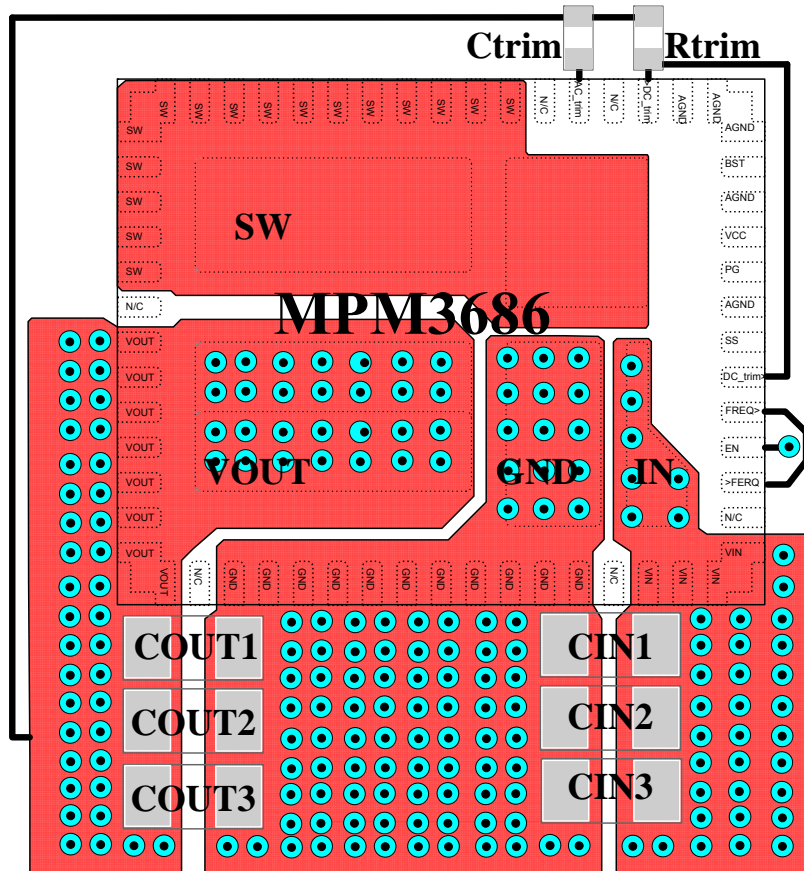 Ctrim Rtrim
SW SW SW SW SW SW SW SW SW SW SW N/C AC_trim N/C >DC_trim AGND AGND
SW AGND
SW BST
SW AGND
SW
SW VCC
SW PG
N/C MPM3686 AGND
VOUT SS
VOUT DC_trim>
VOUT FREQ>
VOUT EN
VOUT GND IN
VOUT >FERQ
VOUT N/C
VOUT VIN
VOUT N/C GND GND GND GND GND GND GND GND GND GND GND N/C VIN VIN VIN
COUT1 CIN1
COUT2 CIN2
COUT3 CIN3